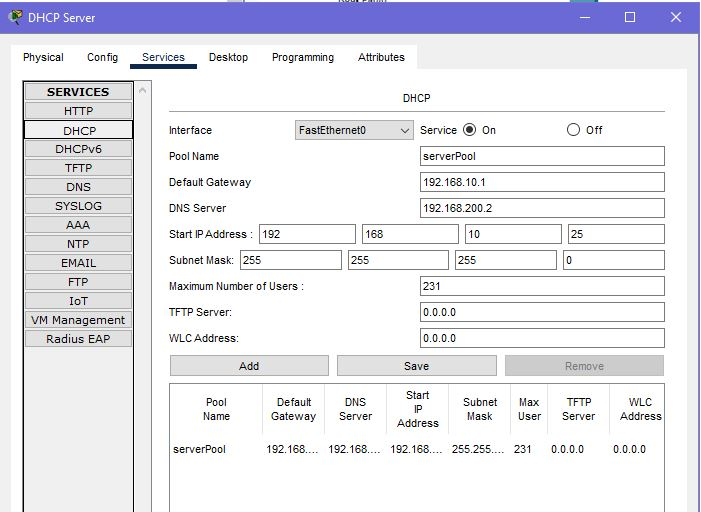 DHCP Server
Physical Config Services Desktop Programming Attributes
SERVICES
HTTP
DHCP
DHCPv6
TFTP
DNS
SYSLOG
AAA
NTP
EMAIL
FTP
IoT
VM Management
Radius EAP
DHCP
Interface FastEthernet0 Service On Off
Pool Name serverPool
Default Gateway 192.168.10.1
DNS Server 192.168.200.2
Start IP Address : 192 168 10 25
Subnet Mask: 255 255 255 0
Maximum Number of Users : 231
TFTP Server: 0.0.0.0
WLC Address: 0.0.0.0
Add Save Remove
Pool Name Default Gateway DNS Server Start IP Address Subnet Mask Max User TFTP Server WLC Address
serverPool 192.168.... 192.168.... 192.168.... 255.255.... 231 0.0.0.0 0.0.0.0